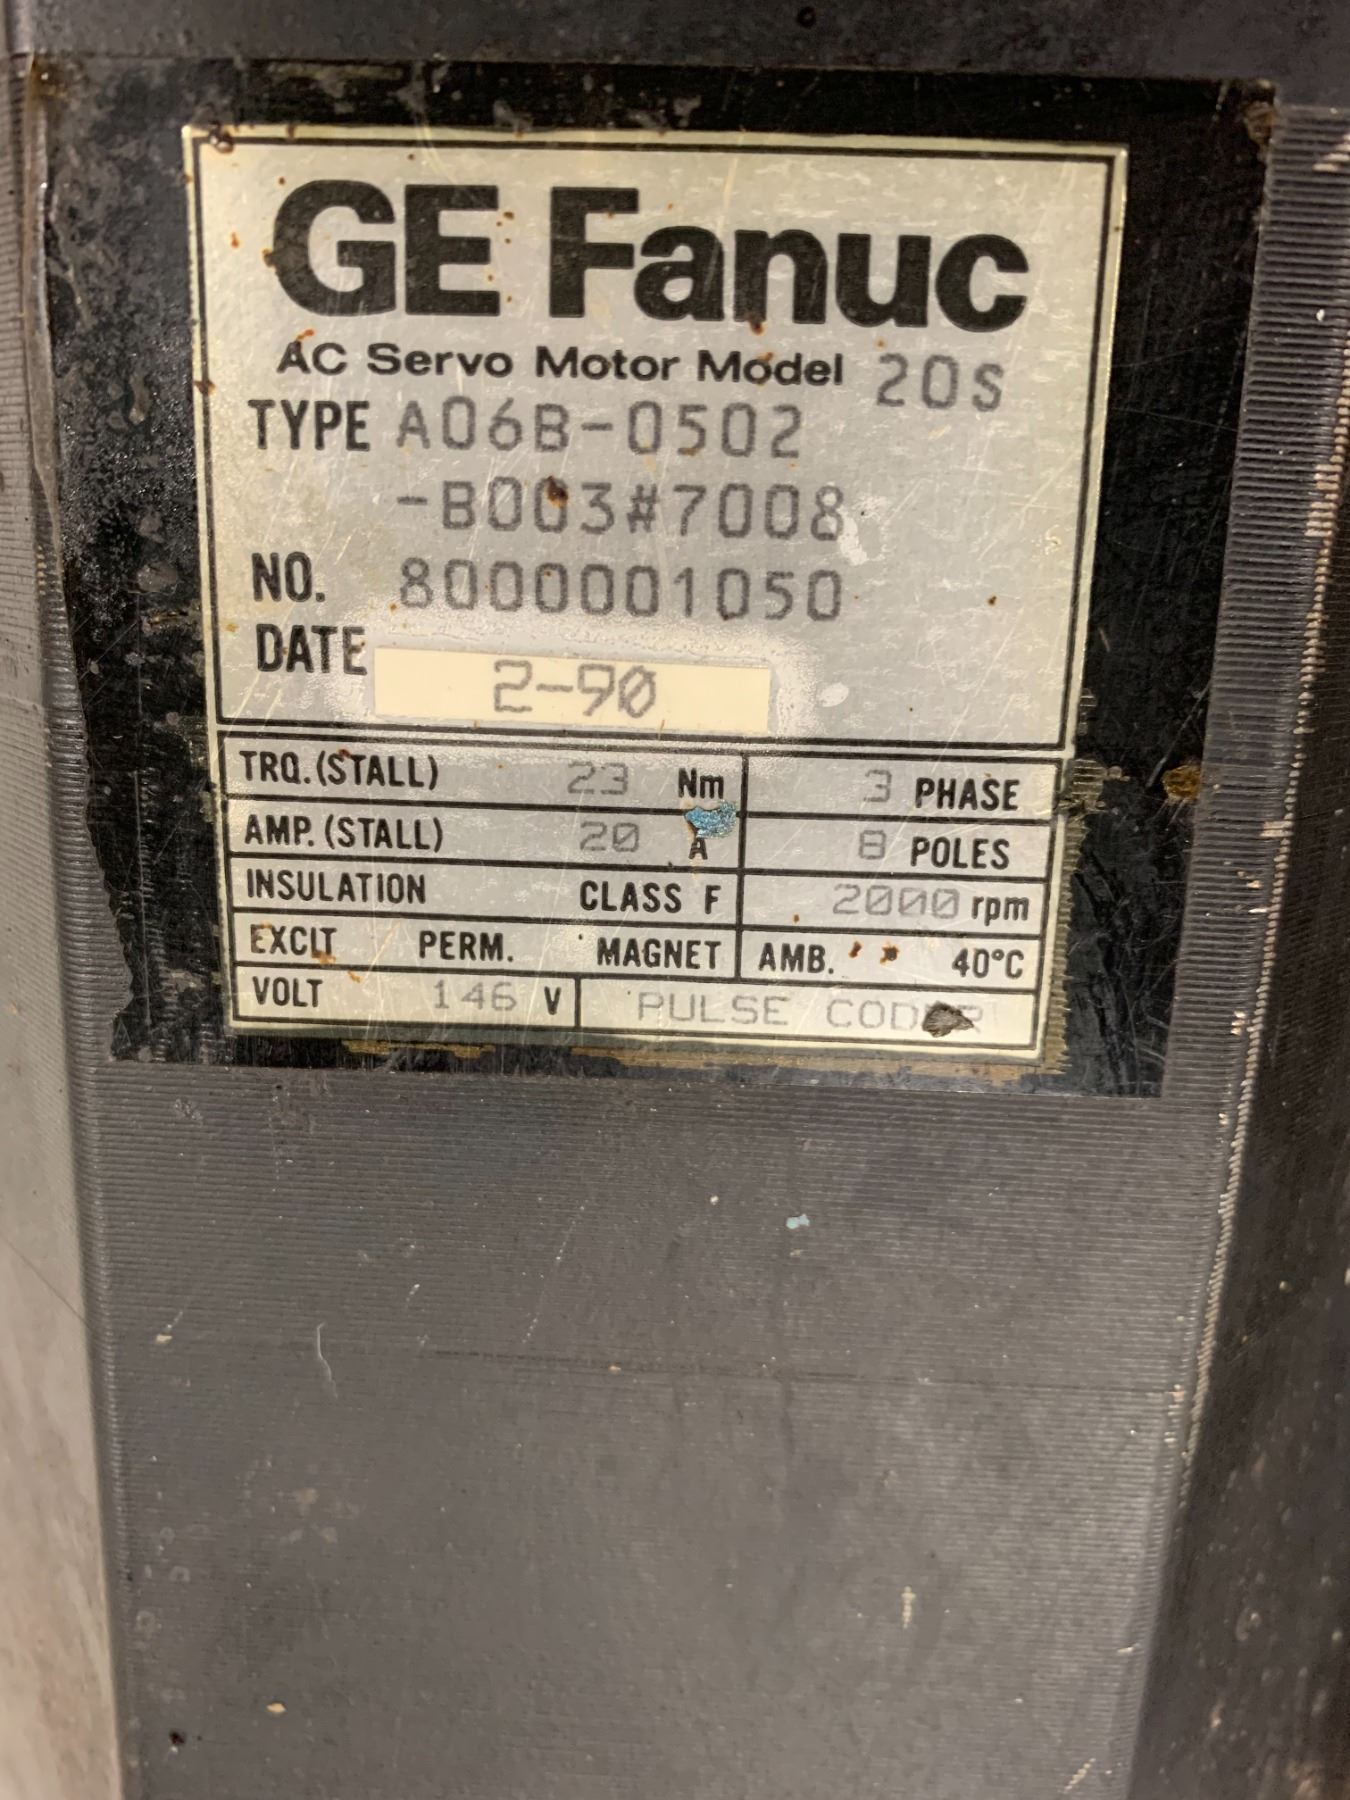 GE Fanuc
AC Servo Motor Model 20S
TYPE A06B-0502
-B003#7008
NO. 8000001050
DATE 2-90
TRQ.(STALL) 23 Nm 3 PHASE
AMP.(STALL) 20 A 8 POLES
INSULATION CLASS F 2000 rpm
EXCIT PERM. MAGNET AMB. 40°C
VOLT 146 V PULSE CODER